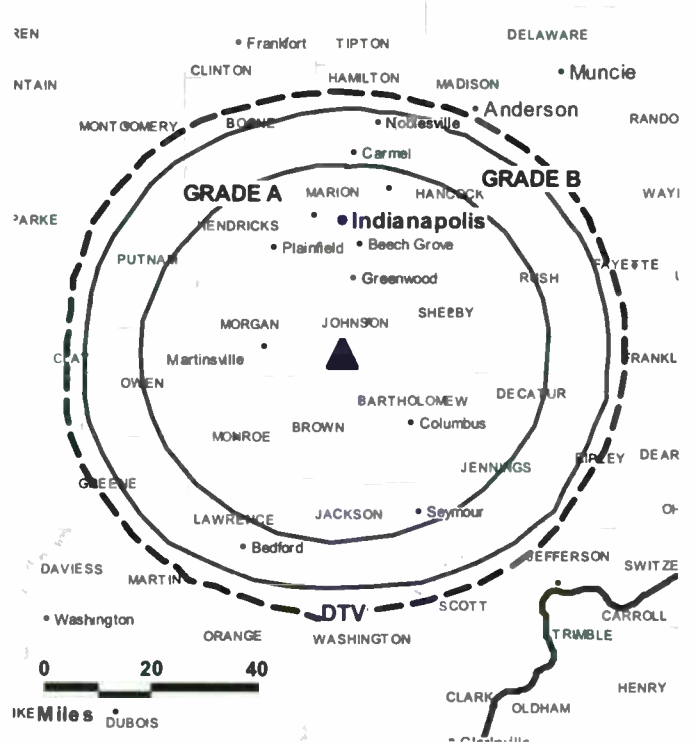 REN
Frankfort TIPTON
DELAWARE
CLINTON
HAMILTON
Muncie
NTAIN
MADISON
Anderson
MONTGOMERY BOONE Noblesville RANDO
Carmel
GRADE A GRADE B
MARION HANCOCK WAYI
PARKE HENDRICKS Indianapolis
Plainfield Beech Grove
PUTNAM FAYETTE
Greenwood RUSH
SHELBY
MORGAN JOHNSON
CLAY Martinsville FRANKL
OWEN DECATUR
BARTHOLOMEW
BROWN Columbus
MONROE
RIPLEY DEAR
JENNINGS
GREENE
LAWRENCE JACKSON Seymour OH
Bedford
JEFFERSON
DAVIESS SWITZE
MARTIN
SCOTT
Washington DTV CARROLL
ORANGE WASHINGTON TRIMBLE
0 20 40
HENRY
CLARK OLDHAM
IKE Miles DUBOIS